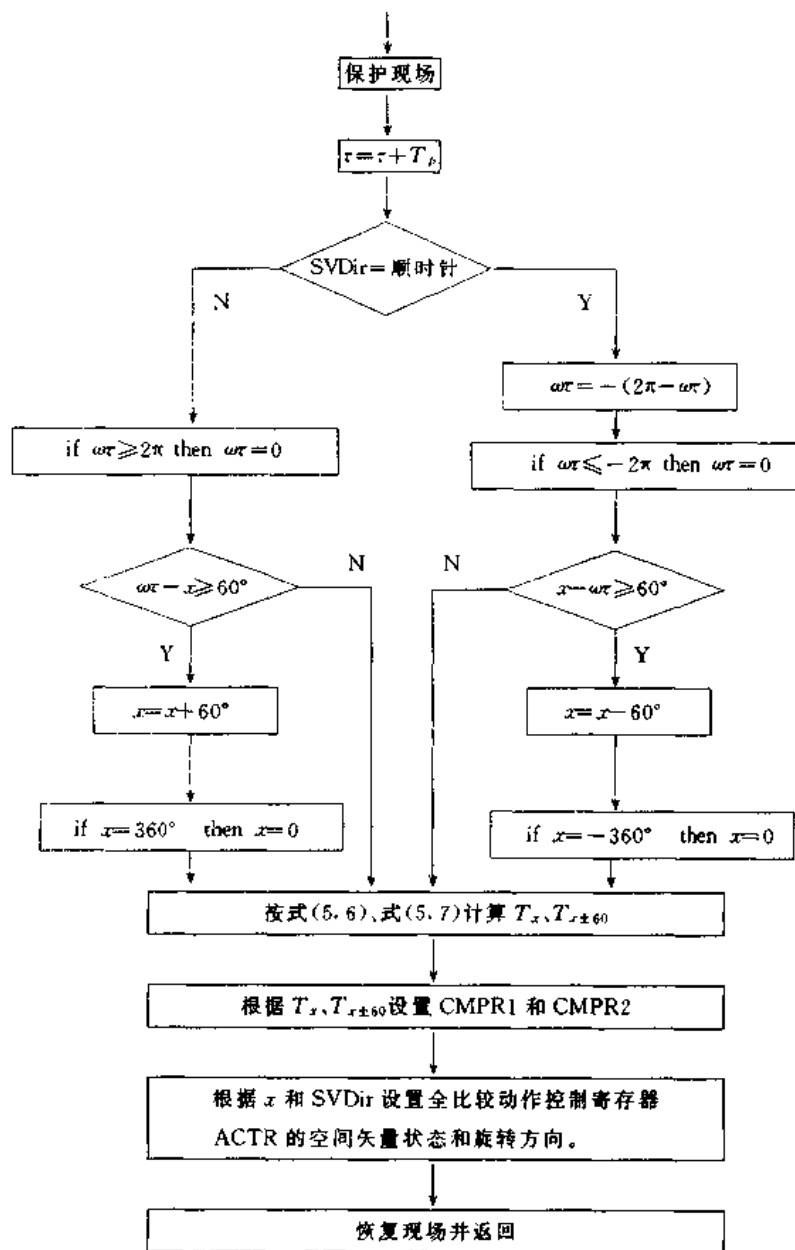 保护现场
τ=τ+Tₚ
SVDir=顺时针
N
Y
ωτ=-(2π-ωτ)
if ωτ⩾2π then ωτ=0
if ωτ⩽-2π then ωτ=0
ωτ-x⩾60°
N
N
x-ωτ⩾60°
Y
Y
x=x+60°
x=x-60°
if x=360° then x=0
if x=-360° then x=0
按式(5.6)、式(5.7)计算 Tₓ、Tₓ±₆₀
根据 Tₓ、Tₓ±₆₀设置 CMPR1 和 CMPR2
根据 x 和 SVDir 设置全比较动作控制寄存器
ACTR 的空间矢量状态和旋转方向。
恢复现场并返回